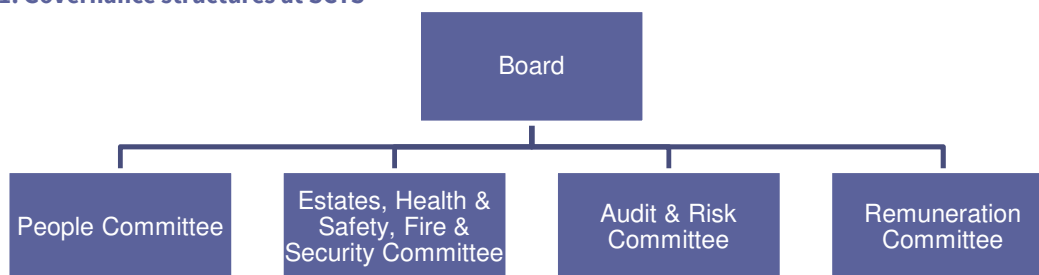 Board
People Committee
Estates, Health &
Safety, Fire &
Security Committee
Audit & Risk
Committee
Remuneration
Committee